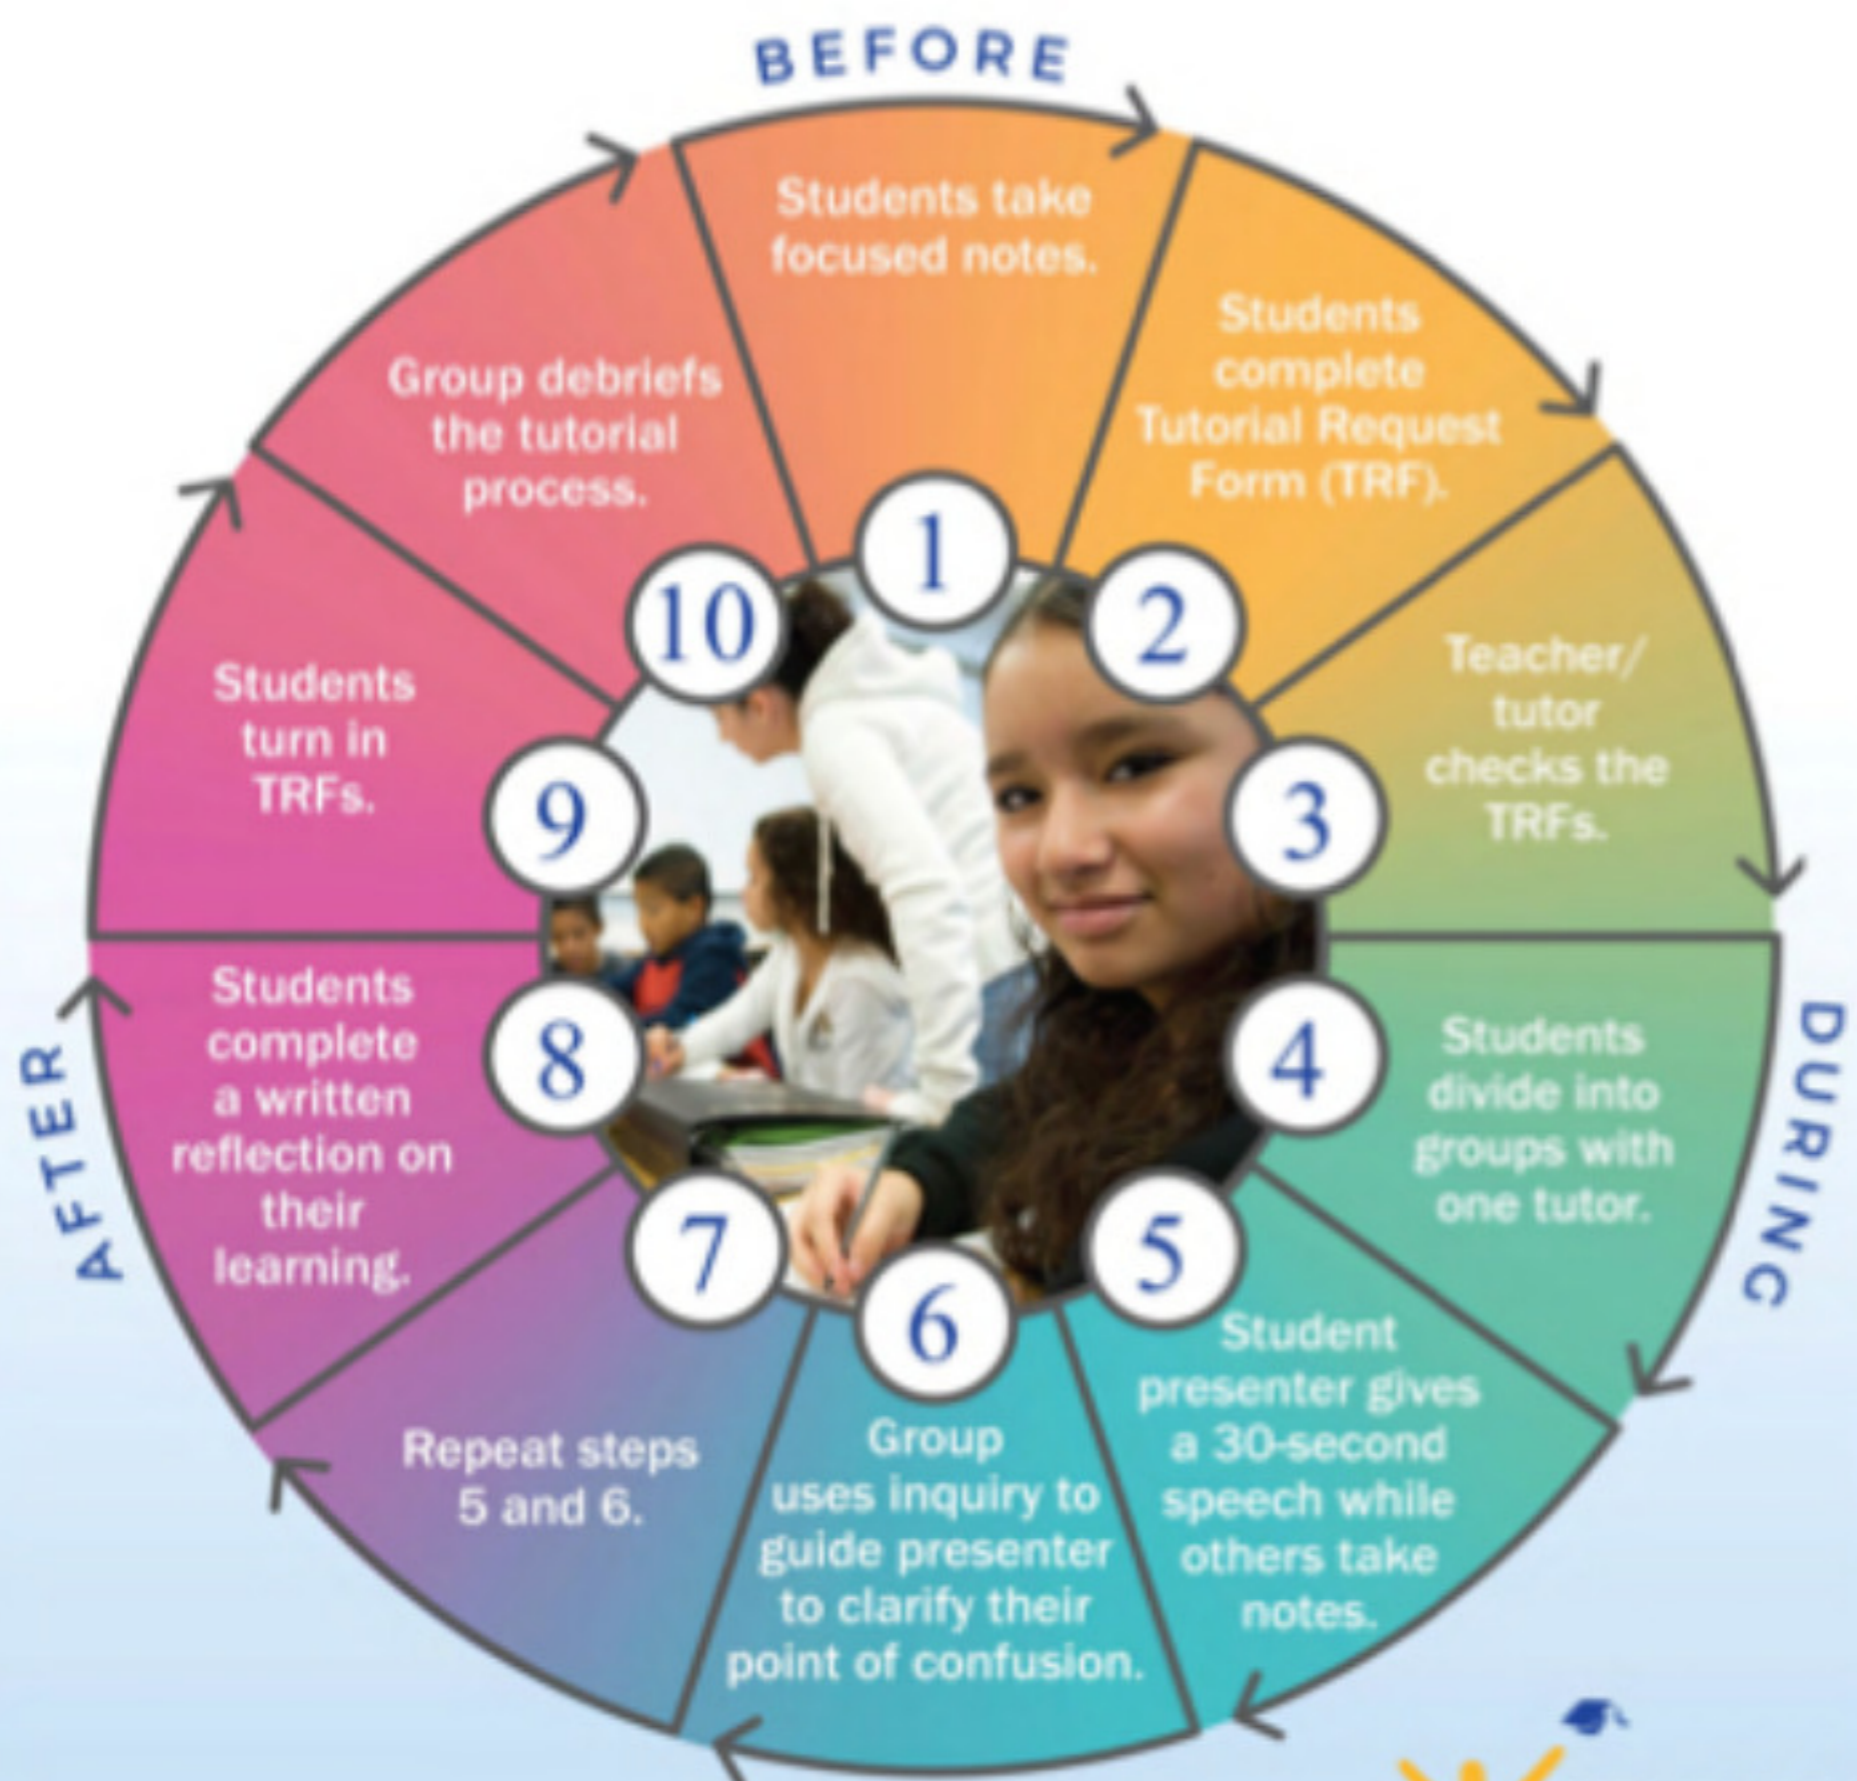 BEFORE
1
Students take
focused notes.
2
Students
complete
Tutorial Request
Form (TRF).
3
Teacher/
tutor
checks the
TRFs.
DURING
4
Students
divide into
groups with
one tutor.
5
Student
presenter gives
a 30-second
speech while
others take
notes.
6
Group
uses inquiry to
guide presenter
to clarify their
point of confusion.
7
Repeat steps
5 and 6.
AFTER
8
Students
complete
a written
reflection on
their
learning.
9
Students
turn in
TRFs.
10
Group debriefs
the tutorial
process.